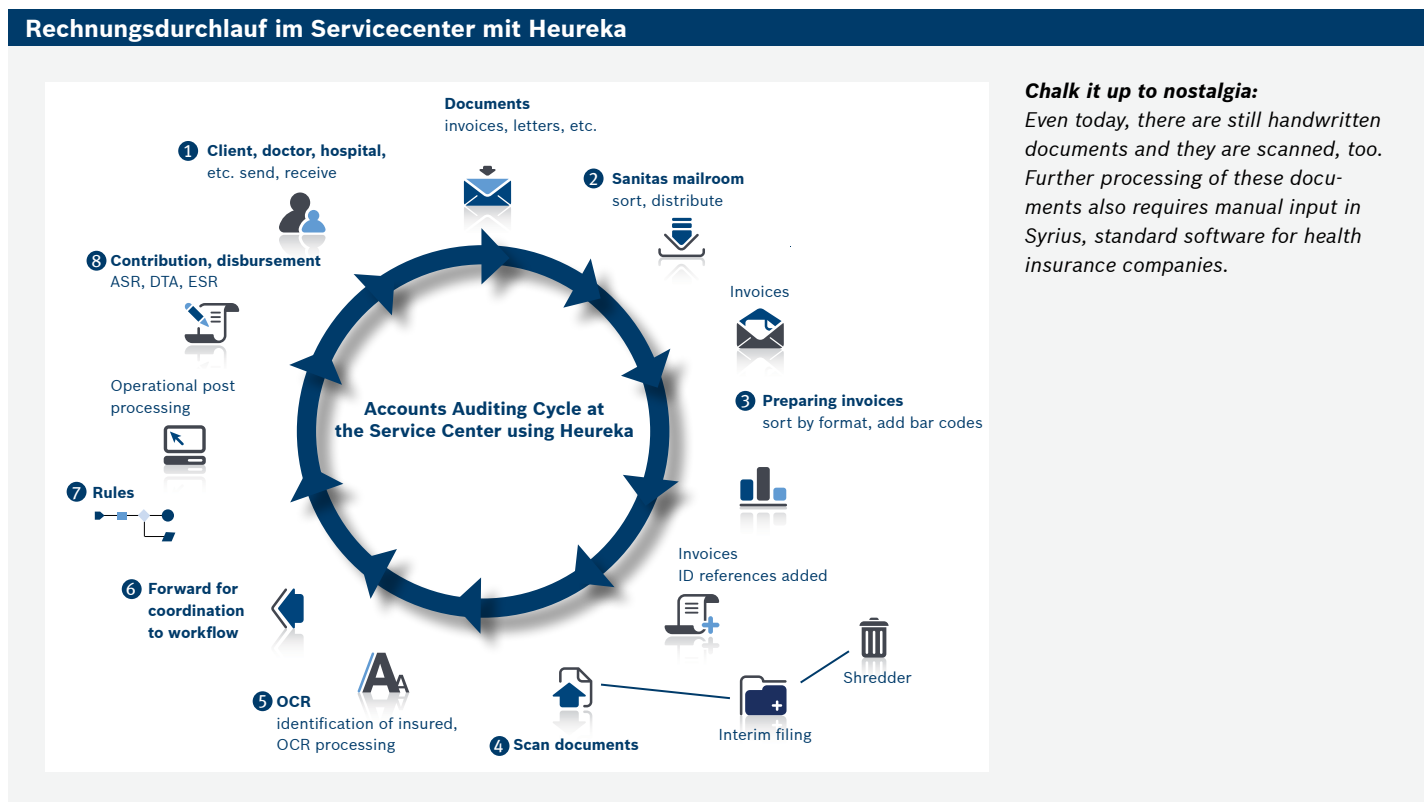 Rechnungsdurchlauf im Servicecenter mit Heureka
Documents
invoices, letters, etc.
1 Client, doctor, hospital,
etc. send, receive
2 Sanitas mailroom
sort, distribute
Invoices
3 Preparing invoices
sort by format, add bar codes
Invoices
ID references added
Shredder
Interim filing
4 Scan documents
5 OCR
identification of insured,
OCR processing
6 Forward for
coordination
to workflow
7 Rules
Operational post
processing
8 Contribution, disbursement
ASR, DTA, ESR
Accounts Auditing Cycle at
the Service Center using Heureka
Chalk it up to nostalgia:
Even today, there are still handwritten
documents and they are scanned, too.
Further processing of these docu-
ments also requires manual input in
Syrius, standard software for health
insurance companies.